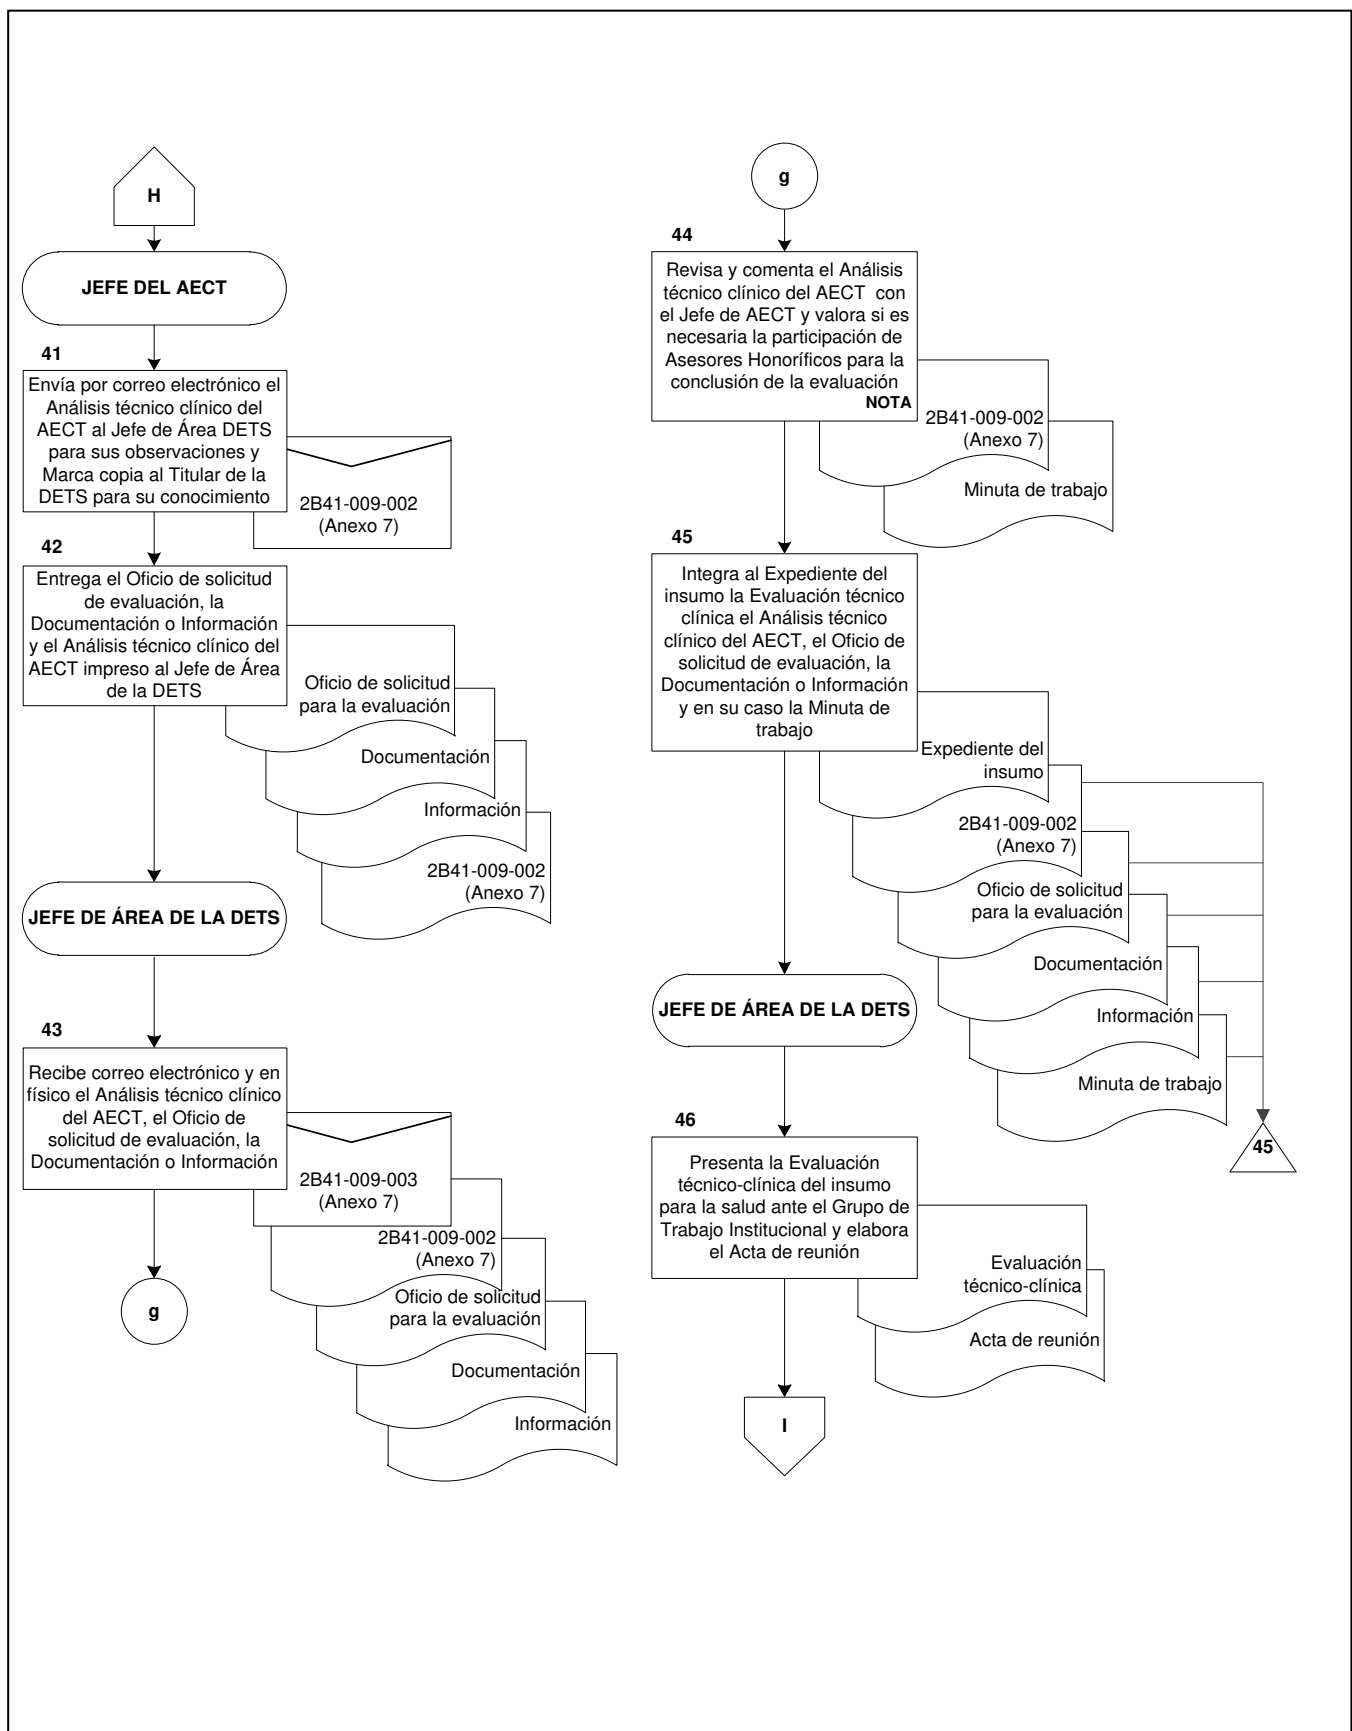 H
JEFE DEL AECT
41
Envía por correo electrónico el
Análisis técnico clínico del
AECT al Jefe de Área DETS
para sus observaciones y
Marca copia al Titular de la
DETS para su conocimiento
2B41-009-002
(Anexo 7)
42
Entrega el Oficio de solicitud
de evaluación, la
Documentación o Información
y el Análisis técnico clínico del
AECT impreso al Jefe de Área
de la DETS
Oficio de solicitud
para la evaluación
Documentación
Información
2B41-009-002
(Anexo 7)
JEFE DE ÁREA DE LA DETS
43
Recibe correo electrónico y en
físico el Análisis técnico clínico
del AECT, el Oficio de
solicitud de evaluación, la
Documentación o Información
2B41-009-003
(Anexo 7)
2B41-009-002
(Anexo 7)
Oficio de solicitud
para la evaluación
Documentación
Información
g
g
44
Revisa y comenta el Análisis
técnico clínico del AECT con
el Jefe de AECT y valora si es
necesaria la participación de
Asesores Honoríficos para la
conclusión de la evaluación
NOTA
2B41-009-002
(Anexo 7)
Minuta de trabajo
45
Integra al Expediente del
insumo la Evaluación técnico
clínica el Análisis técnico
clínico del AECT, el Oficio de
solicitud de evaluación, la
Documentación o Información
y en su caso la Minuta de
trabajo
Expediente del
insumo
2B41-009-002
(Anexo 7)
Oficio de solicitud
para la evaluación
Documentación
Información
Minuta de trabajo
45
JEFE DE ÁREA DE LA DETS
46
Presenta la Evaluación
técnico-clínica del insumo
para la salud ante el Grupo de
Trabajo Institucional y elabora
el Acta de reunión
Evaluación
técnico-clínica
Acta de reunión
I